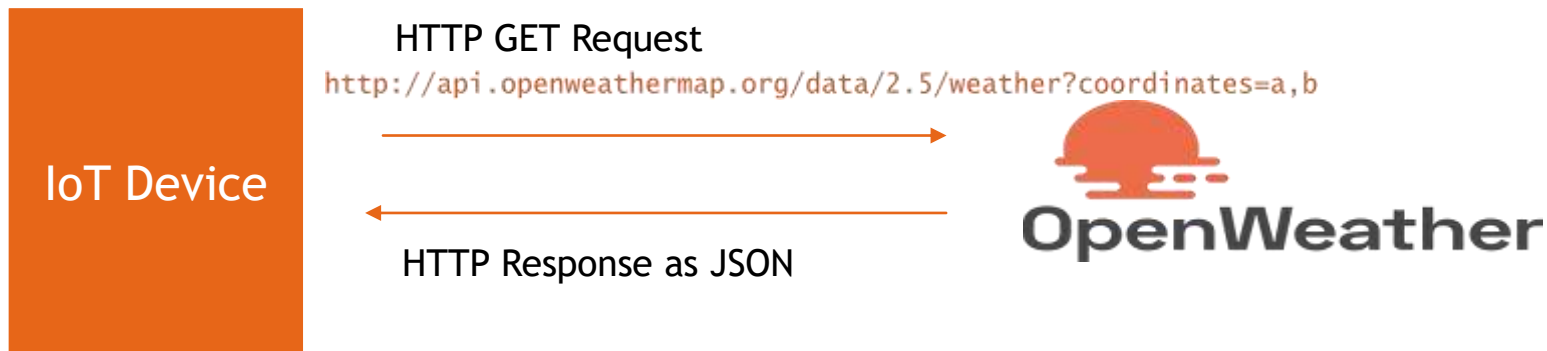 HTTP GET Request
http://api.openweathermap.org/data/2.5/weather?coordinates=a,b
IoT Device
OpenWeather
HTTP Response as JSON